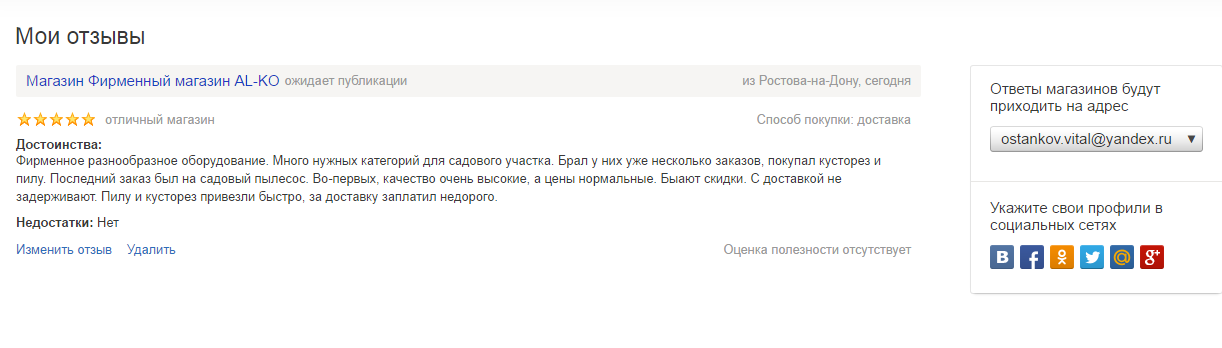 Мои отзывы
Магазин Фирменный магазин AL-KO ожидает публикации
из Ростова-на-Дону, сегодня
отличный магазин
Способ покупки: доставка
Достоинства:
Фирменное разнообразное оборудование. Много нужных категорий для садового участка. Брал у них уже несколько заказов, покупал кусторез и
пилу. Последний заказ был на садовый пылесос. Во-первых, качество очень высокие, а цены нормальные. Быают скидки. С доставкой не
задерживают. Пилу и кусторез привезли быстро, за доставку заплатил недорого.
Недостатки: Нет
Изменить отзыв Удалить
Оценка полезности отсутствует
Ответы магазинов будут
приходить на адрес
ostankov.vital@yandex.ru
Укажите свои профили в
социальных сетях